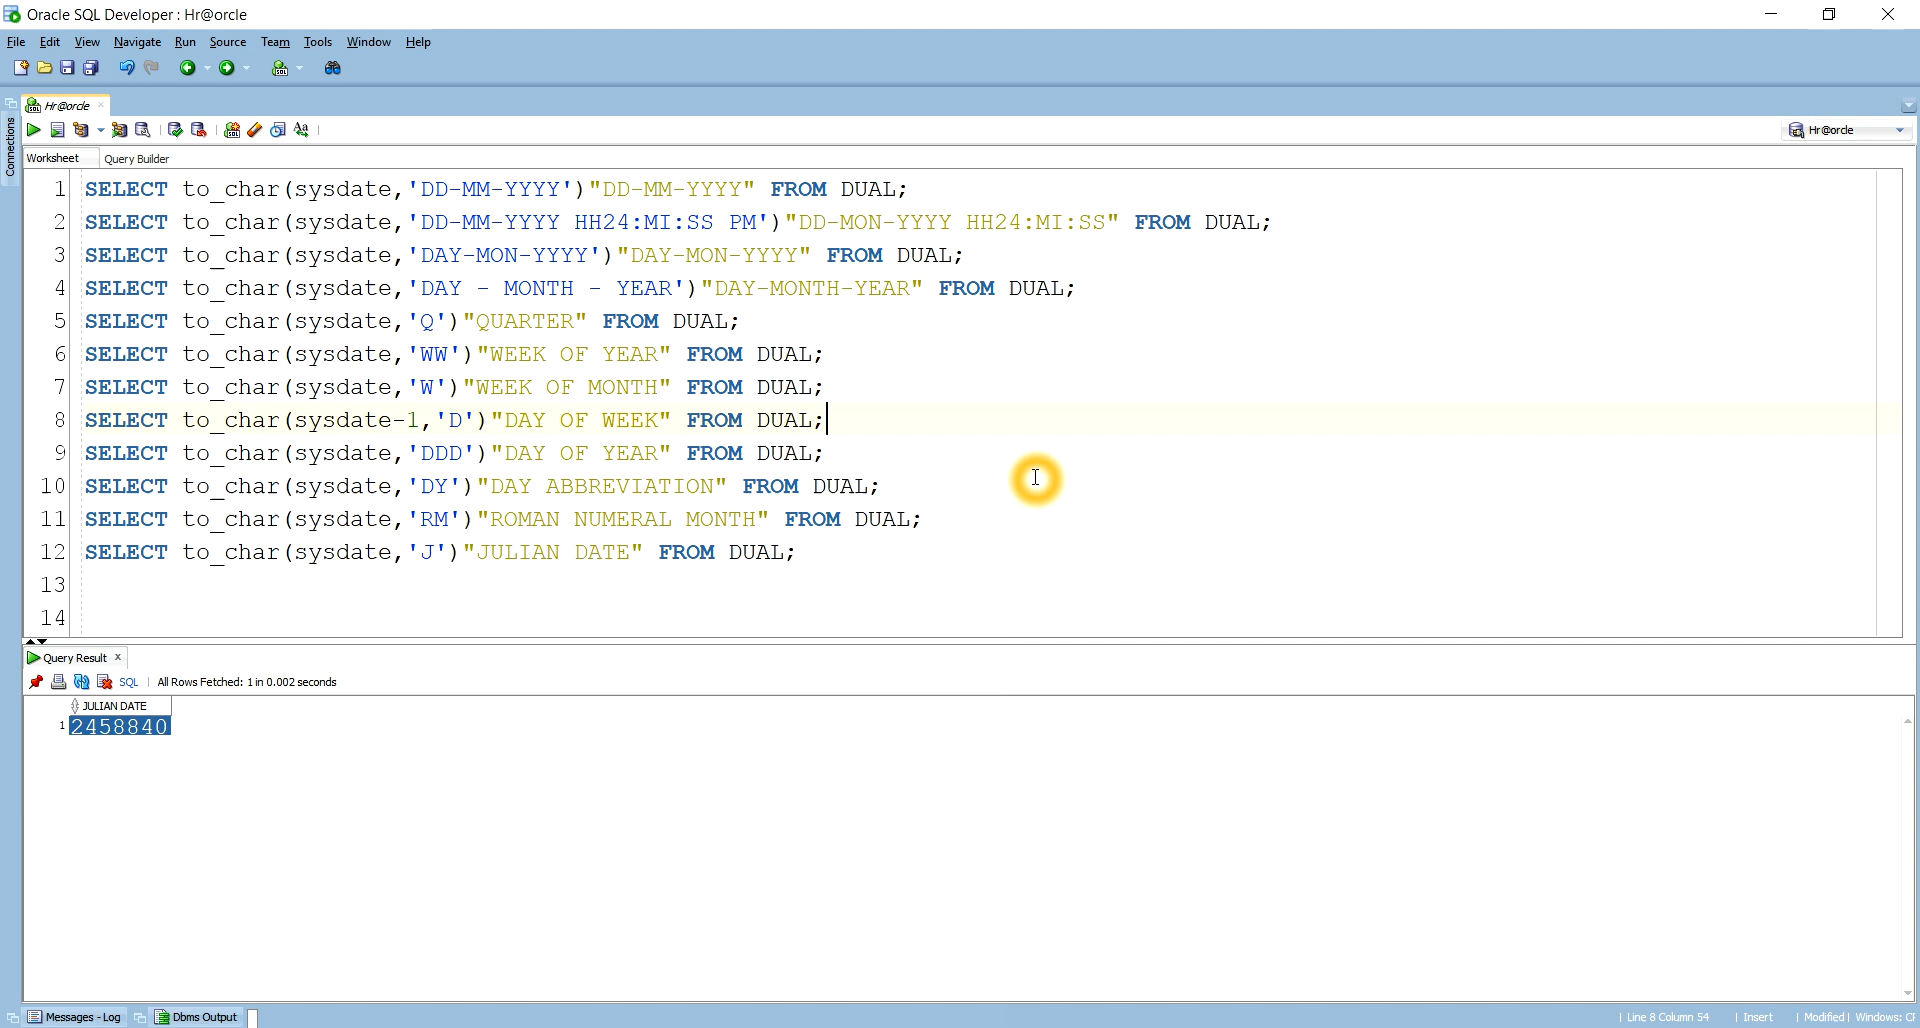 Oracle SQL Developer : Hr@orcle
File Edit View Navigate Run Source Team Tools Window Help
Hr@orcle
Connections
Hr@orcle
Worksheet Query Builder
1 SELECT to_char(sysdate,'DD-MM-YYYY')"DD-MM-YYYY" FROM DUAL;
2 SELECT to_char(sysdate,'DD-MM-YYYY HH24:MI:SS PM')"DD-MON-YYYY HH24:MI:SS" FROM DUAL;
3 SELECT to_char(sysdate,'DAY-MON-YYYY')"DAY-MON-YYYY" FROM DUAL;
4 SELECT to_char(sysdate,'DAY - MONTH - YEAR')"DAY-MONTH-YEAR" FROM DUAL;
5 SELECT to_char(sysdate,'Q')"QUARTER" FROM DUAL;
6 SELECT to_char(sysdate,'WW')"WEEK OF YEAR" FROM DUAL;
7 SELECT to_char(sysdate,'W')"WEEK OF MONTH" FROM DUAL;
8 SELECT to_char(sysdate-1,'D')"DAY OF WEEK" FROM DUAL;
9 SELECT to_char(sysdate,'DDD')"DAY OF YEAR" FROM DUAL;
10 SELECT to_char(sysdate,'DY')"DAY ABBREVIATION" FROM DUAL;
11 SELECT to_char(sysdate,'RM')"ROMAN NUMERAL MONTH" FROM DUAL;
12 SELECT to_char(sysdate,'J')"JULIAN DATE" FROM DUAL;
13
14
Query Result
SQL | All Rows Fetched: 1 in 0.002 seconds
JULIAN DATE
1 2458840
Messages - Log Dbms Output
| Line 8 Column 54 | Insert | Modified | Windows: C